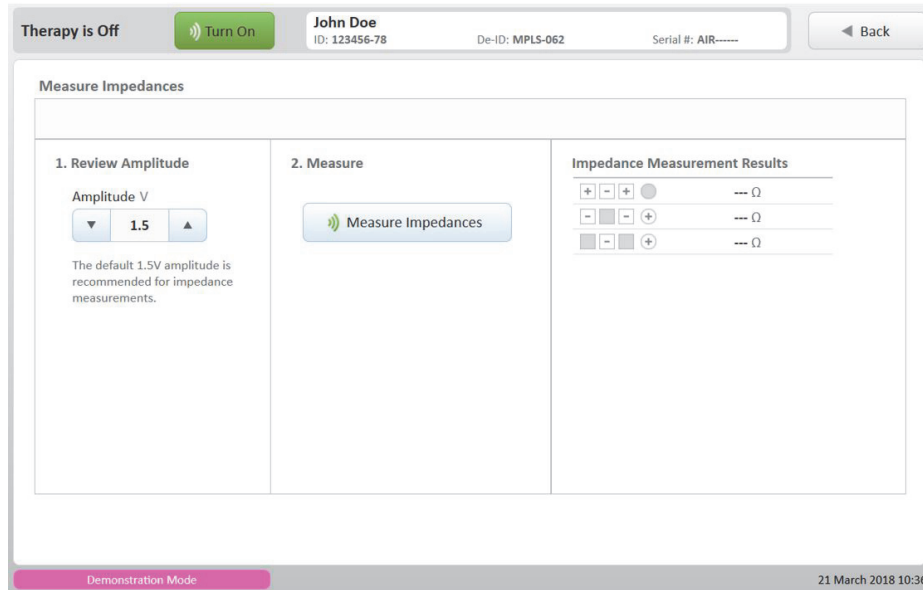 Therapy is Off
Turn On
John Doe
ID: 123456-78 De-ID: MPLS-062 Serial #: AIR------
Back
Measure Impedances
1. Review Amplitude
Amplitude V
1.5
The default 1.5V amplitude is
recommended for impedance
measurements.
2. Measure
Measure Impedances
Impedance Measurement Results
+ - + --- Ω
- - + --- Ω
- + --- Ω
Demonstration Mode
21 March 2018 10:36